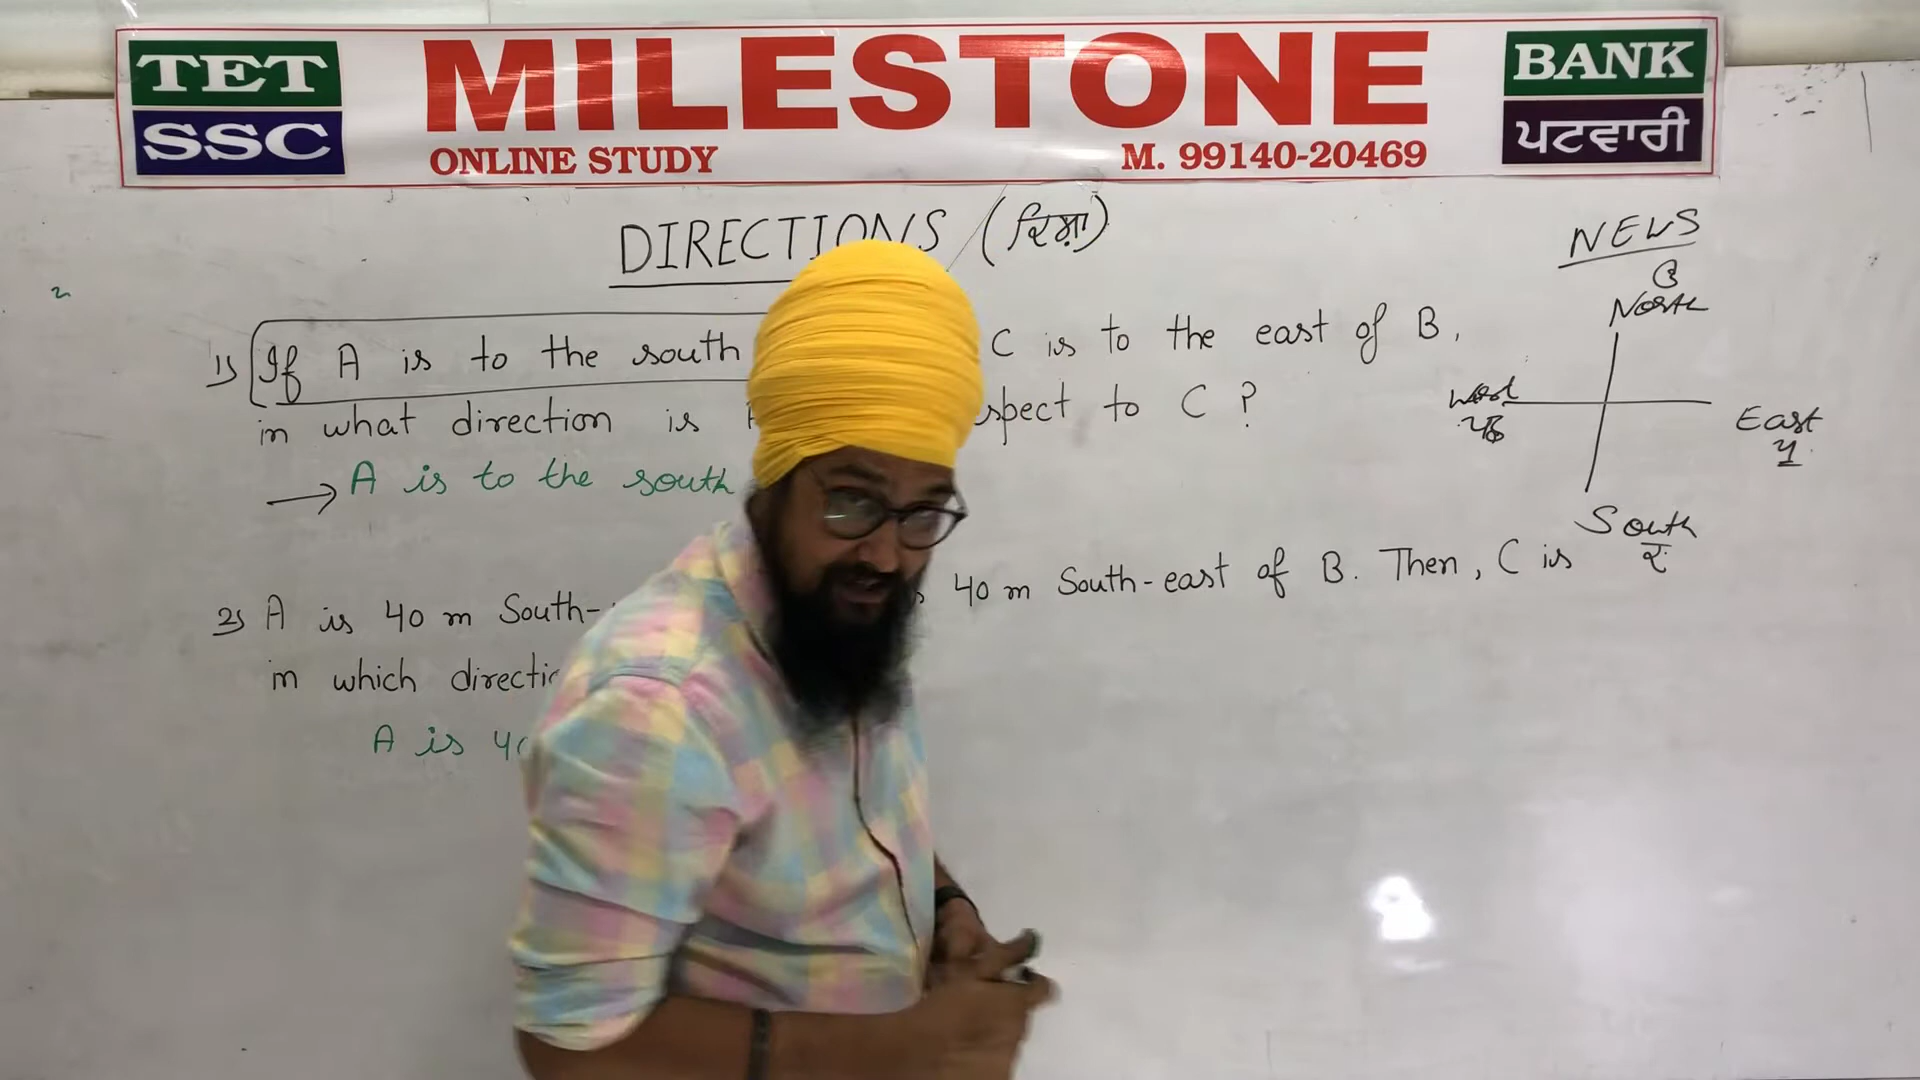 TET
SSC
MILESTONE
ONLINE STUDY
M. 99140-20469
BANK
ਪਟਵਾਰੀ
DIRECTIONS (ਦਿਸ਼ਾ)
NEWS
ਉ
North
West
ਪੱ
East
ਪੂ
South
ਦੱ
1) If A is to the south C is to the east of B,
in what direction is spect to C ?
→ A is to the south
2) A is 40 m South- 40 m South-east of B. Then, C is
in which directi
A is 40